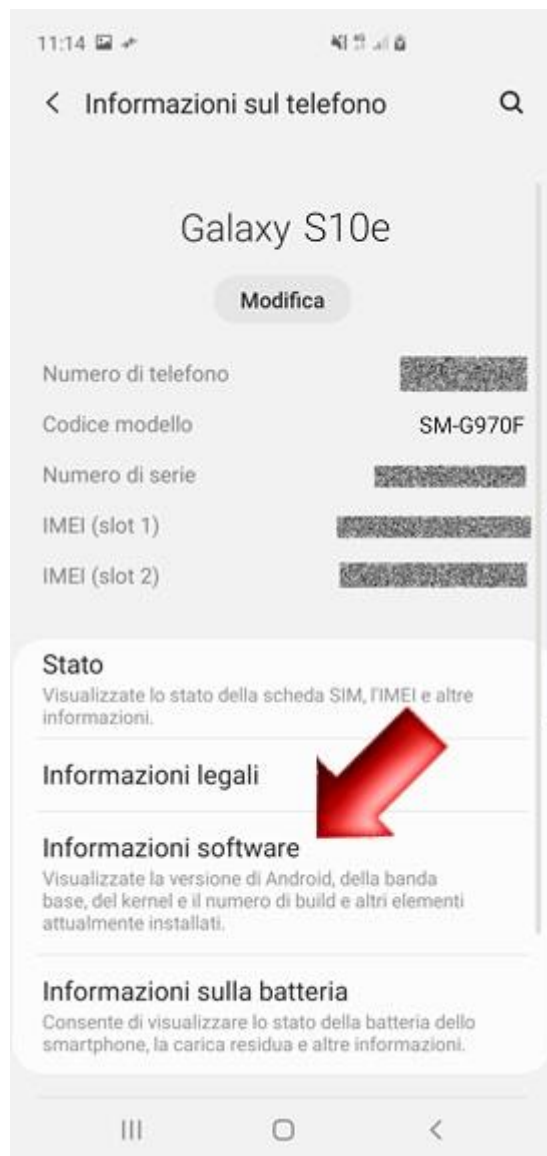 11:14
Informazioni sul telefono
Galaxy S10e
Modifica
Numero di telefono
Codice modello SM-G970F
Numero di serie
IMEI (slot 1)
IMEI (slot 2)
Stato
Visualizzate lo stato della scheda SIM, l'IMEI e altre
informazioni.
Informazioni legali
Informazioni software
Visualizzate la versione di Android, della banda
base, del kernel e il numero di build e altri elementi
attualmente installati.
Informazioni sulla batteria
Consente di visualizzare lo stato della batteria dello
smartphone, la carica residua e altre informazioni.